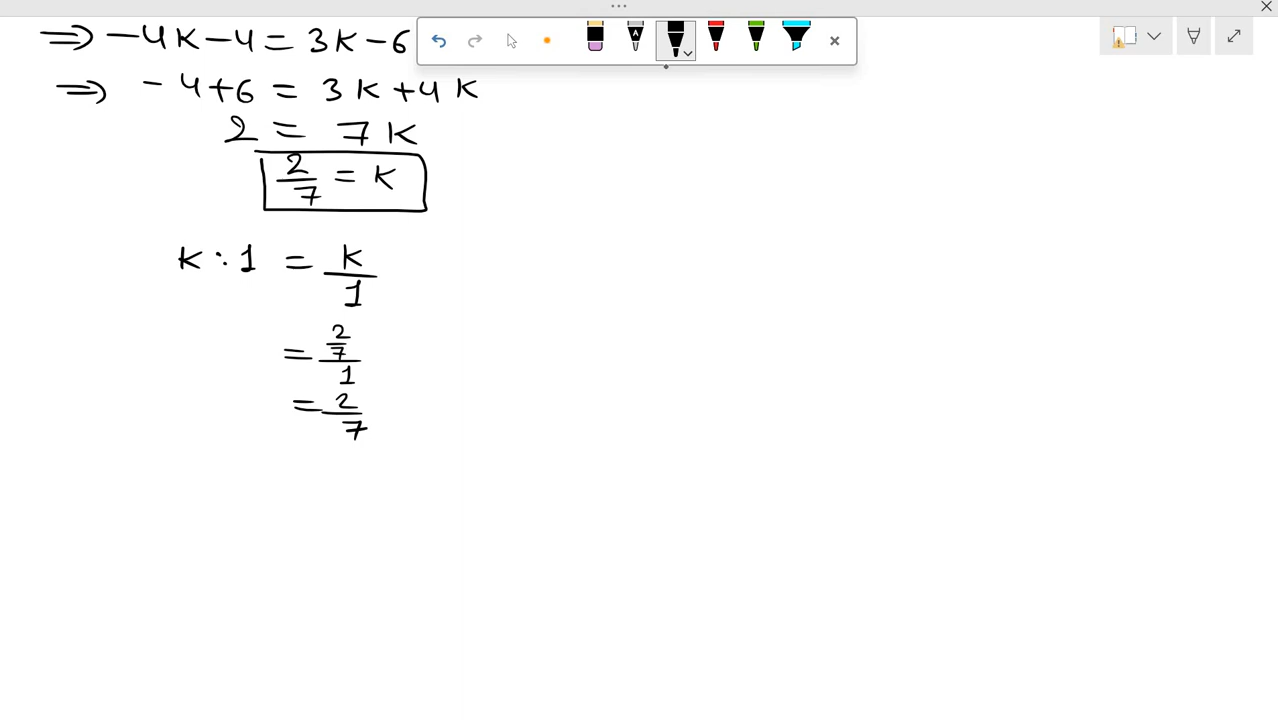 ⇒ -4K-4 = 3K-6
⇒ -4+6 = 3K+4K
2 = 7K
2/7 = K
K:1 = K/1
= 2/7/1
= 2/7